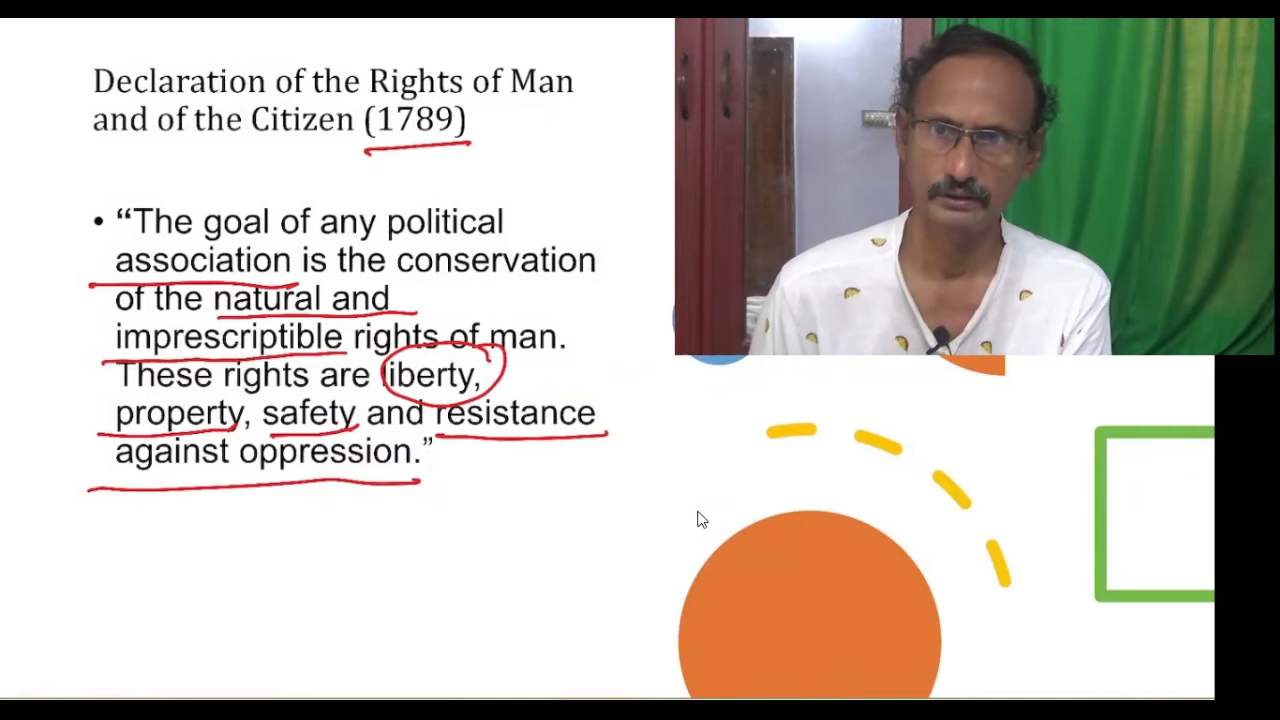 Declaration of the Rights of Man
and of the Citizen (1789)
• “The goal of any political
association is the conservation
of the natural and
imprescriptible rights of man.
These rights are liberty,
property, safety and resistance
against oppression.”